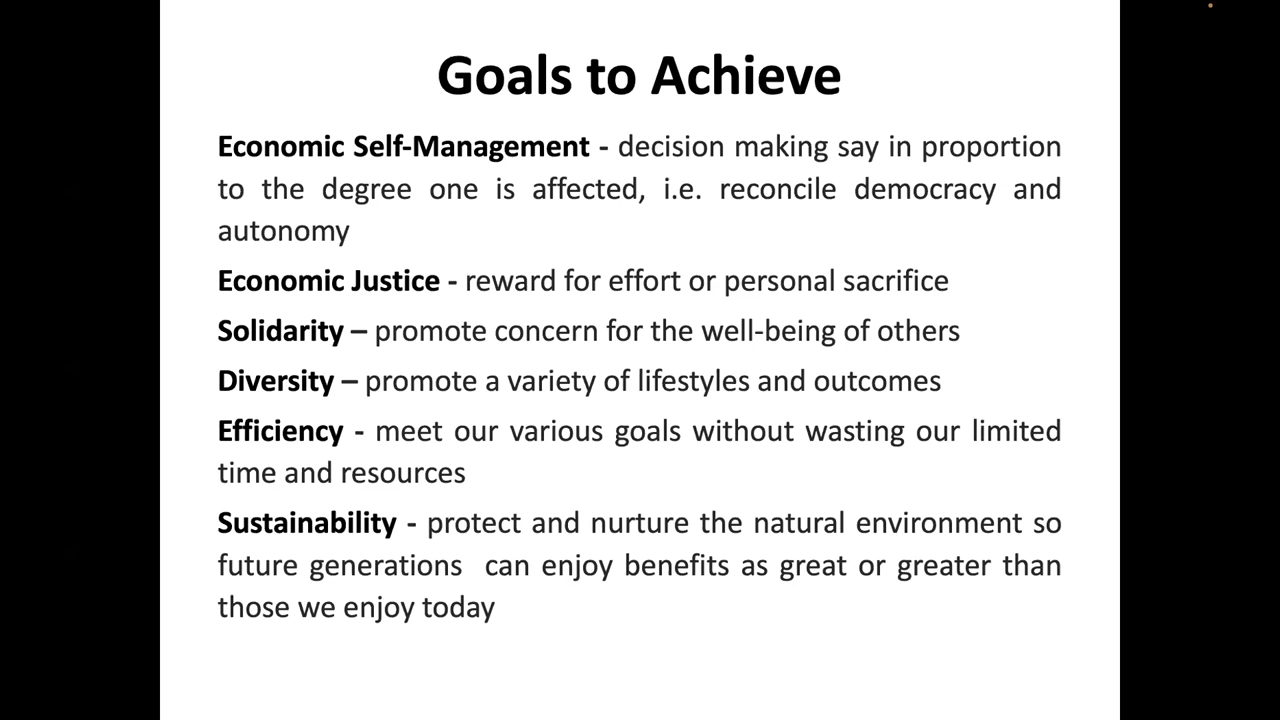 Goals to Achieve
Economic Self-Management - decision making say in proportion
to the degree one is affected, i.e. reconcile democracy and
autonomy
Economic Justice - reward for effort or personal sacrifice
Solidarity – promote concern for the well-being of others
Diversity – promote a variety of lifestyles and outcomes
Efficiency - meet our various goals without wasting our limited
time and resources
Sustainability - protect and nurture the natural environment so
future generations  can enjoy benefits as great or greater than
those we enjoy today